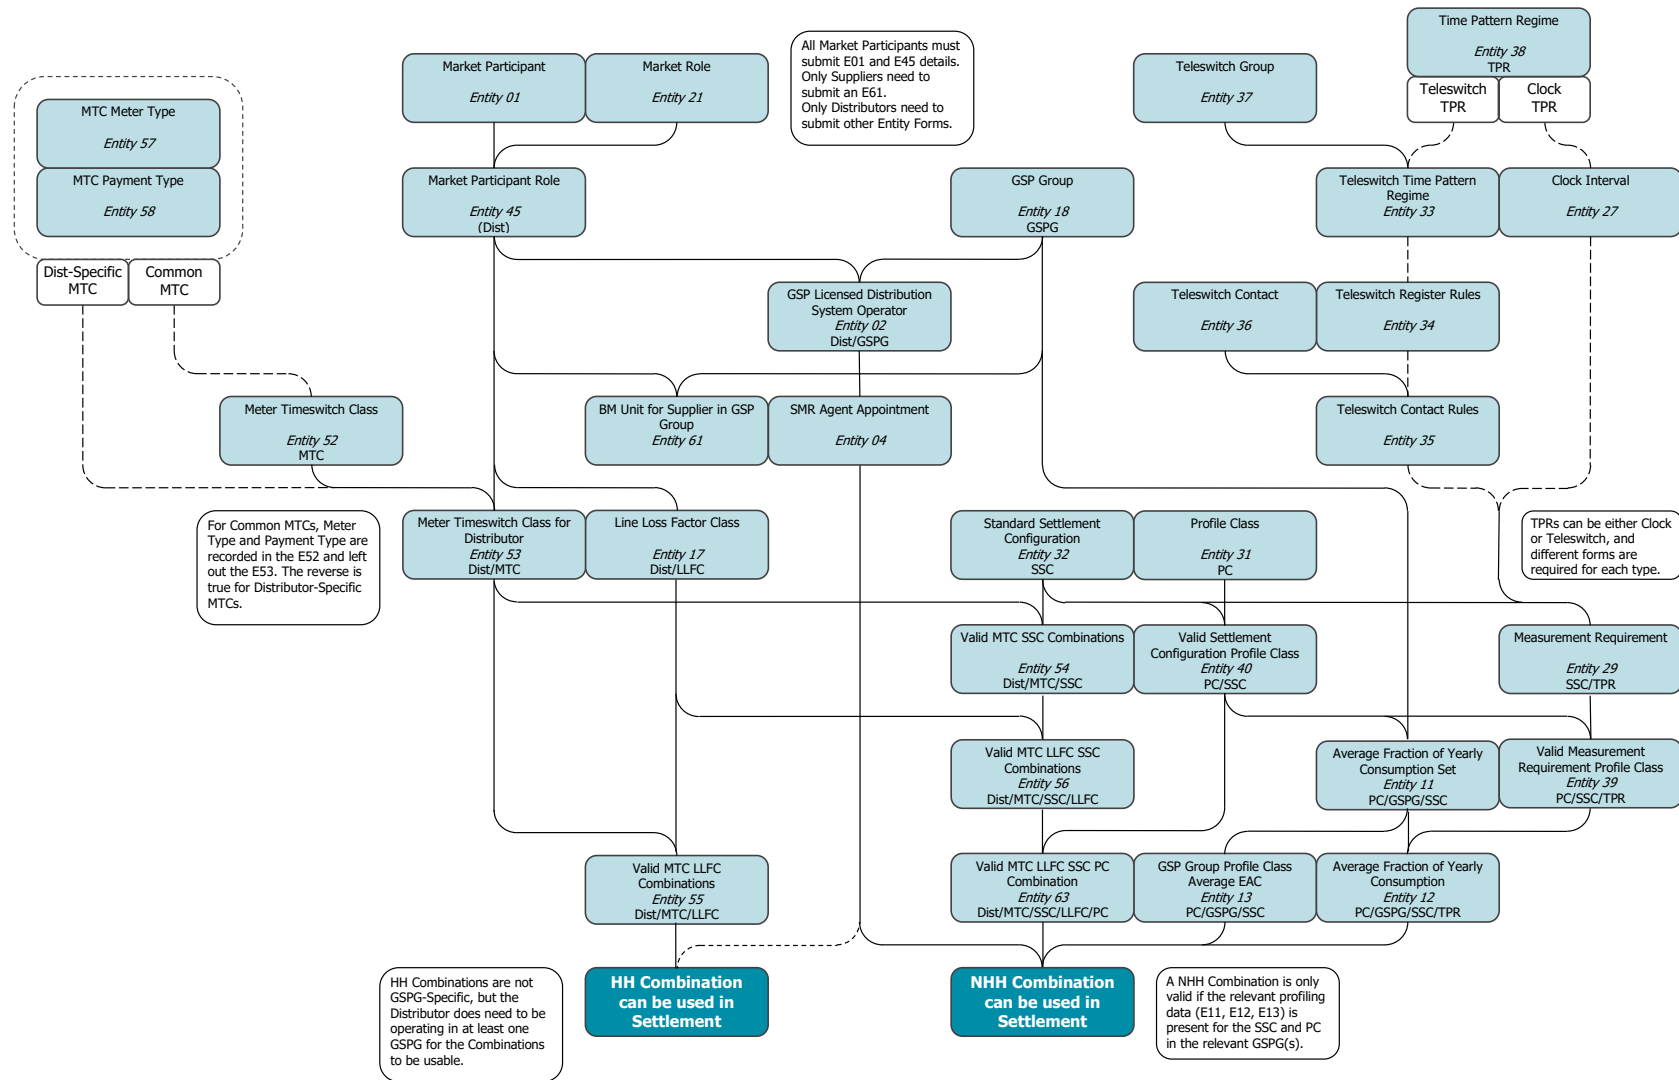 Time Pattern Regime
Entity 38
TPR
Teleswitch
TPR
Clock
TPR
Market Participant
Entity 01
Market Role
Entity 21
All Market Participants must
submit E01 and E45 details.
Only Suppliers need to
submit an E61.
Only Distributors need to
submit other Entity Forms.
Teleswitch Group
Entity 37
MTC Meter Type
Entity 57
MTC Payment Type
Entity 58
Market Participant Role
Entity 45
(Dist)
GSP Group
Entity 18
GSPG
Teleswitch Time Pattern
Regime
Entity 33
Clock Interval
Entity 27
Dist-Specific
MTC
Common
MTC
GSP Licensed Distribution
System Operator
Entity 02
Dist/GSPG
Teleswitch Contact
Entity 36
Teleswitch Register Rules
Entity 34
Meter Timeswitch Class
Entity 52
MTC
BM Unit for Supplier in GSP
Group
Entity 61
SMR Agent Appointment
Entity 04
Teleswitch Contact Rules
Entity 35
For Common MTCs, Meter
Type and Payment Type are
recorded in the E52 and left
out the E53. The reverse is
true for Distributor-Specific
MTCs.
Meter Timeswitch Class for
Distributor
Entity 53
Dist/MTC
Line Loss Factor Class
Entity 17
Dist/LLFC
Standard Settlement
Configuration
Entity 32
SSC
Profile Class
Entity 31
PC
TPRs can be either Clock
or Teleswitch, and
different forms are
required for each type.
Valid MTC SSC Combinations
Entity 54
Dist/MTC/SSC
Valid Settlement
Configuration Profile Class
Entity 40
PC/SSC
Measurement Requirement
Entity 29
SSC/TPR
Valid MTC LLFC SSC
Combinations
Entity 56
Dist/MTC/SSC/LLFC
Average Fraction of Yearly
Consumption Set
Entity 11
PC/GSPG/SSC
Valid Measurement
Requirement Profile Class
Entity 39
PC/SSC/TPR
Valid MTC LLFC
Combinations
Entity 55
Dist/MTC/LLFC
Valid MTC LLFC SSC PC
Combination
Entity 63
Dist/MTC/SSC/LLFC/PC
GSP Group Profile Class
Average EAC
Entity 13
PC/GSPG/SSC
Average Fraction of Yearly
Consumption
Entity 12
PC/GSPG/SSC/TPR
HH Combinations are not
GSPG-Specific, but the
Distributor does need to be
operating in at least one
GSPG for the Combinations
to be usable.
HH Combination
can be used in
Settlement
NHH Combination
can be used in
Settlement
A NHH Combination is only
valid if the relevant profiling
data (E11, E12, E13) is
present for the SSC and PC
in the relevant GSPG(s).